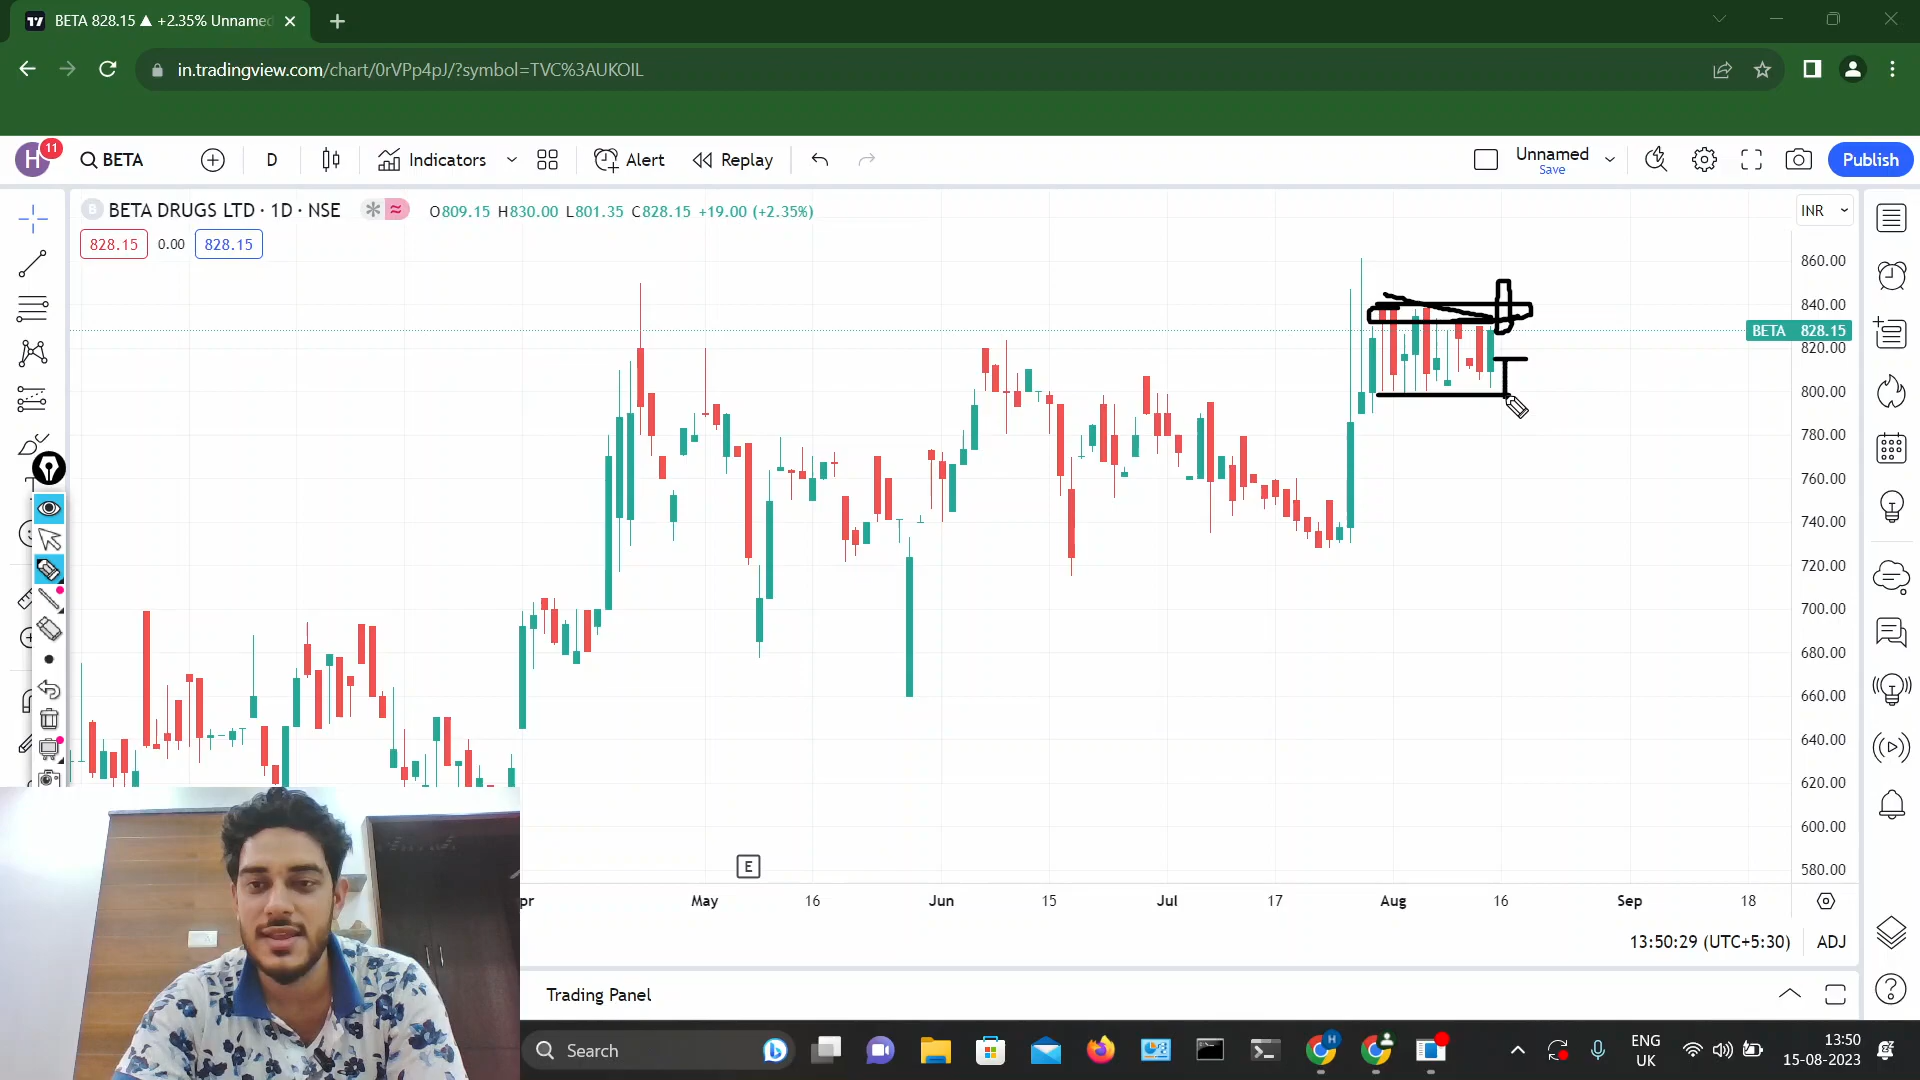 BETA 828.15 ▲ +2.35% Unnamed
in.tradingview.com/chart/0rVPp4pJ/?symbol=TVC%3AUKOIL
H 11 BETA D Indicators Alert Replay Unnamed Save Publish
B BETA DRUGS LTD · 1D · NSE O809.15 H830.00 L801.35 C828.15 +19.00 (+2.35%) INR
828.15 0.00 828.15
860.00
840.00
BETA 828.15
820.00
800.00
780.00
760.00
740.00
720.00
700.00
680.00
660.00
640.00
620.00
600.00
580.00
E
pr May 16 Jun 15 Jul 17 Aug 16 Sep 18
13:50:29 (UTC+5:30) ADJ
Trading Panel
Search
H
ENG
UK
13:50
15-08-2023